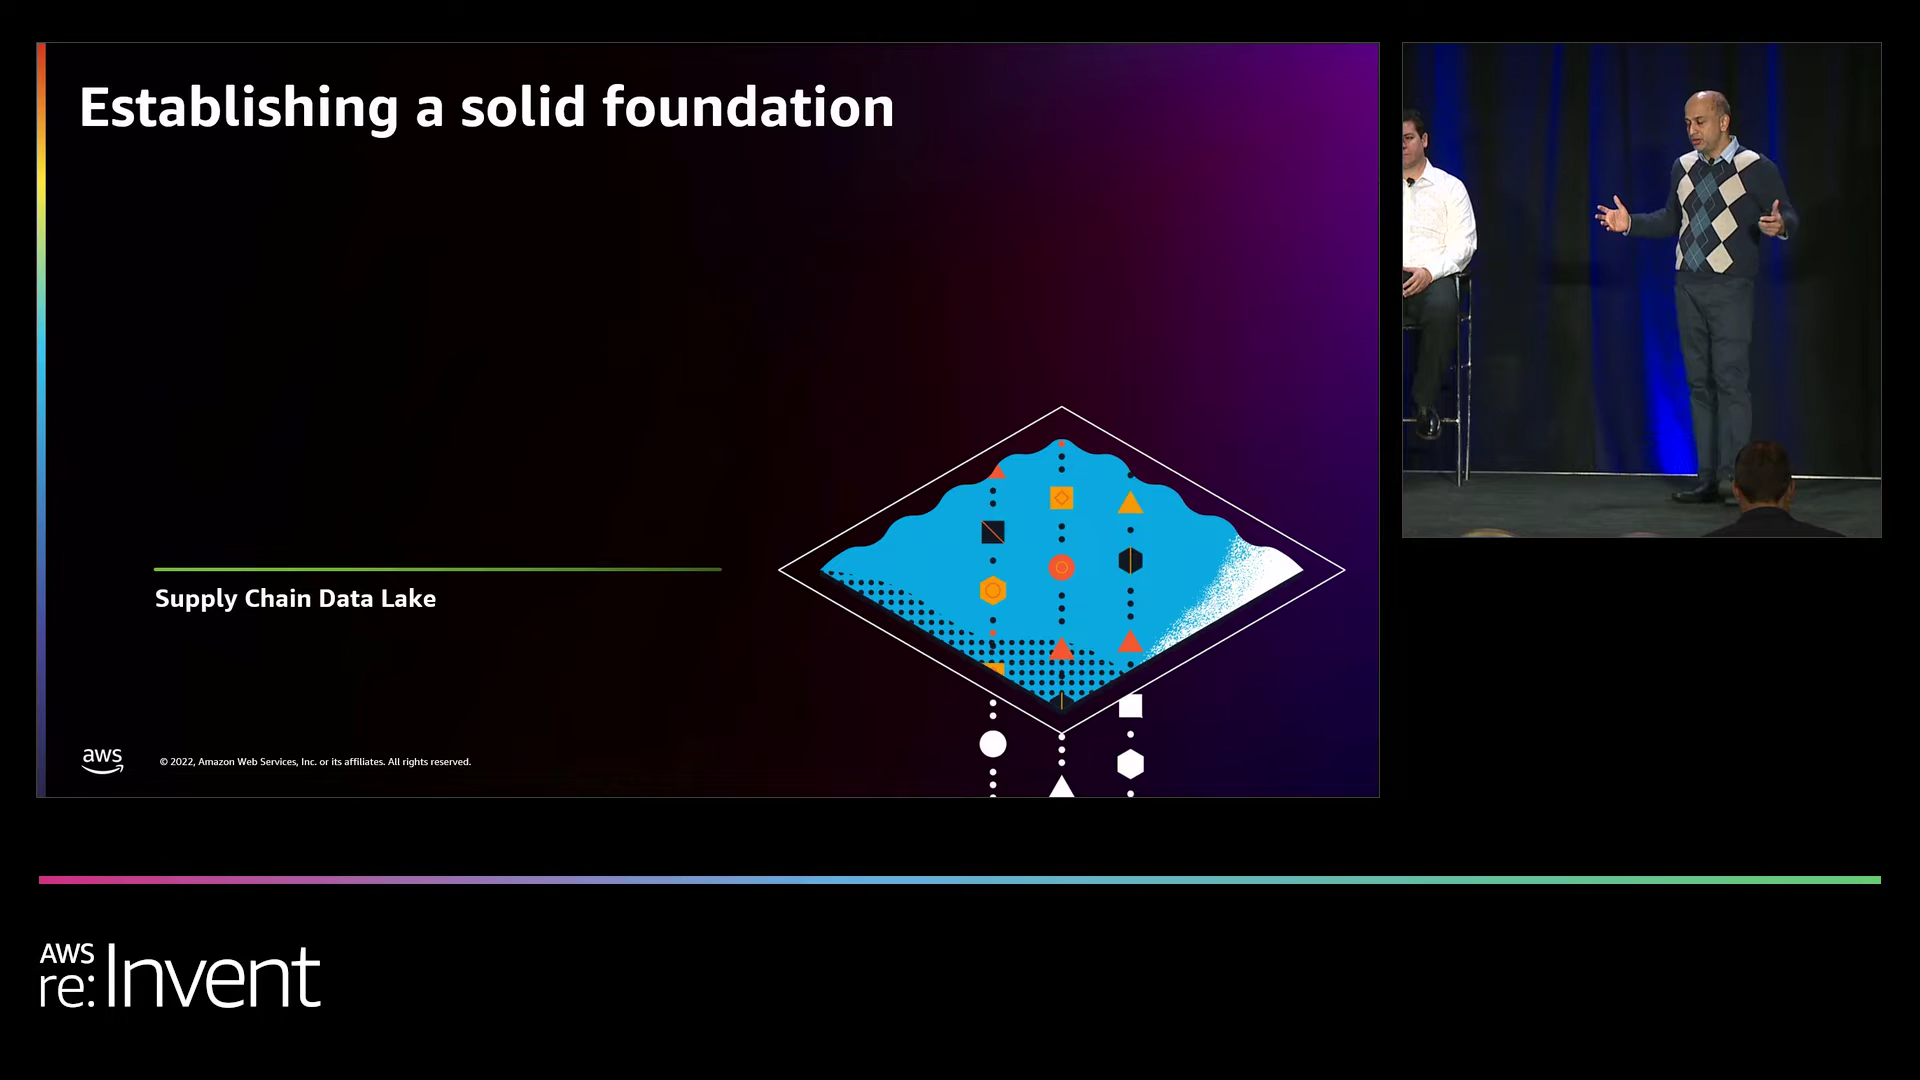 Establishing a solid foundation
Supply Chain Data Lake
aws
© 2022, Amazon Web Services, Inc. or its affiliates. All rights reserved.
AWS
re:Invent